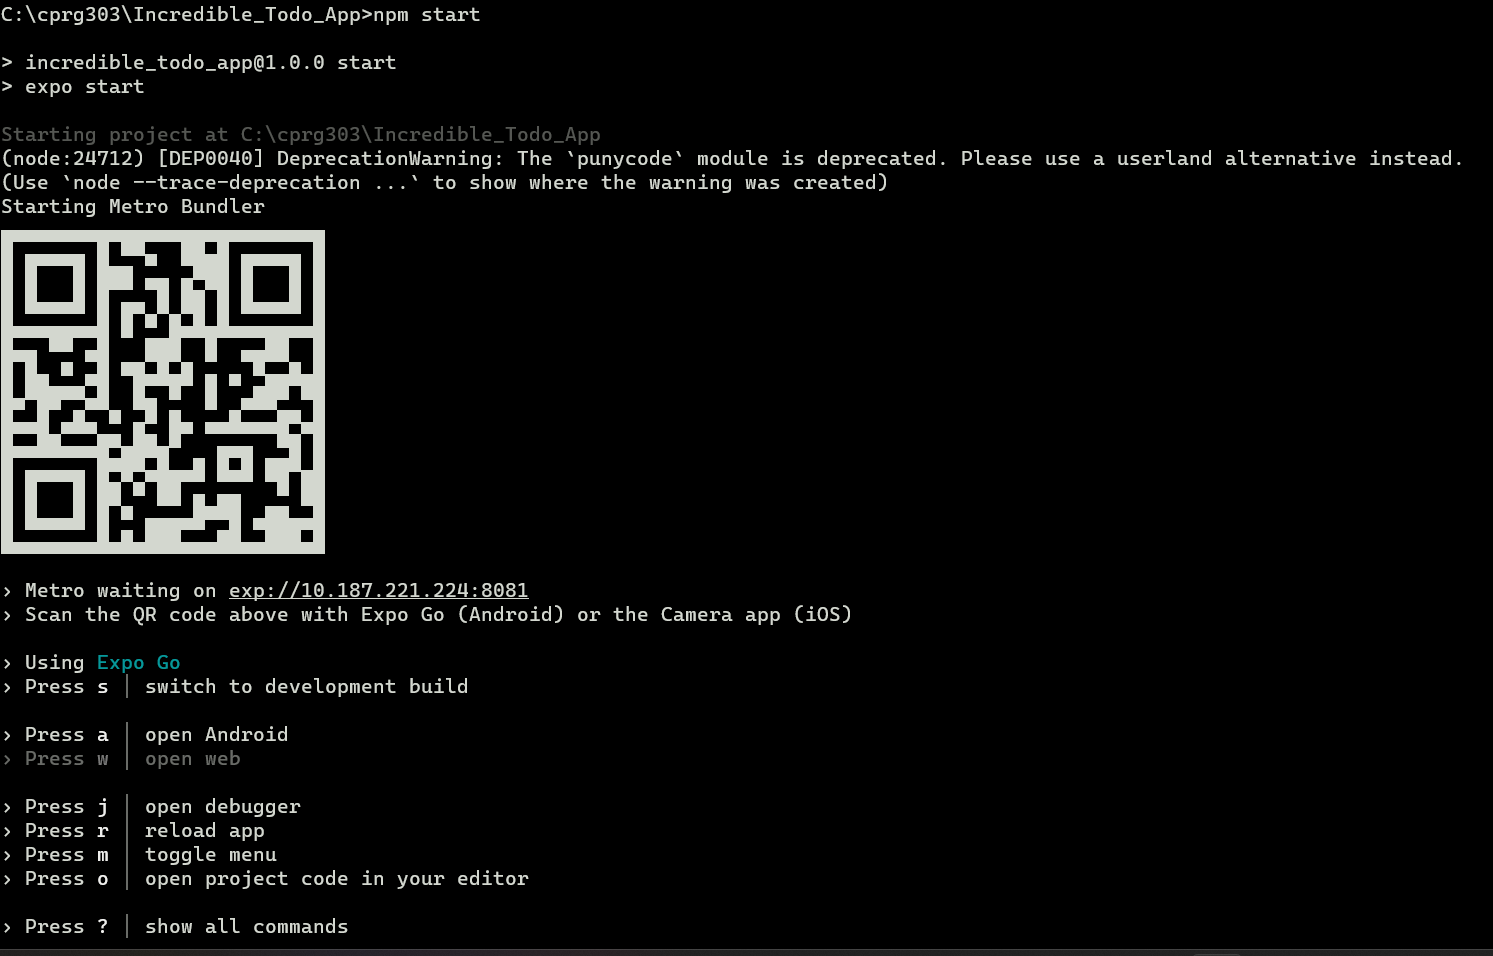 C:\cprg303\Incredible_Todo_App>npm start
> incredible_todo_app@1.0.0 start
> expo start
Starting project at C:\cprg303\Incredible_Todo_App
(node:24712) [DEP0040] DeprecationWarning: The `punycode` module is deprecated. Please use a userland alternative instead.
(Use `node --trace-deprecation ...` to show where the warning was created)
Starting Metro Bundler
› Metro waiting on exp://10.187.221.224:8081
› Scan the QR code above with Expo Go (Android) or the Camera app (iOS)
› Using Expo Go
› Press s │ switch to development build
› Press a │ open Android
› Press w │ open web
› Press j │ open debugger
› Press r │ reload app
› Press m │ toggle menu
› Press o │ open project code in your editor
› Press ? │ show all commands